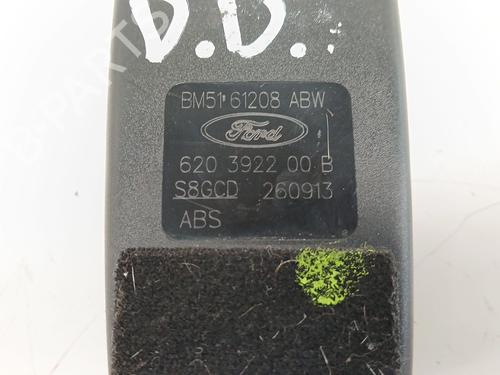 D.D.
BM51 61208 ABW
Ford
620 3922 00 B
S8GCD 260913
ABS